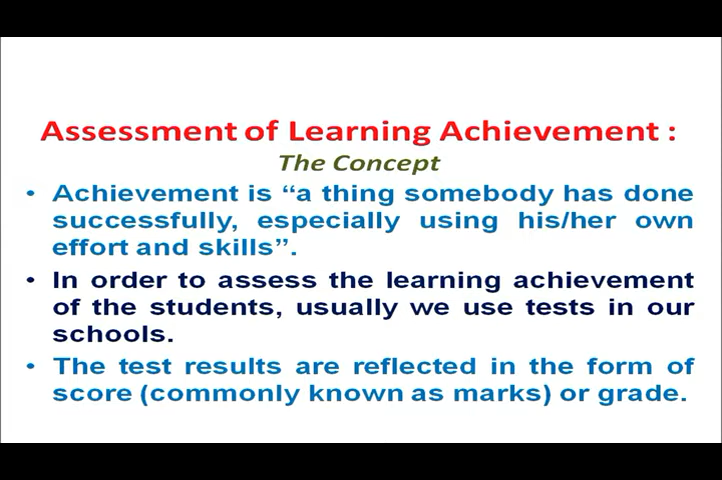 Assessment of Learning Achievement :
The Concept
• Achievement is “a thing somebody has done
successfully, especially using his/her own
effort and skills”.
• In order to assess the learning achievement
of the students, usually we use tests in our
schools.
• The test results are reflected in the form of
score (commonly known as marks) or grade.